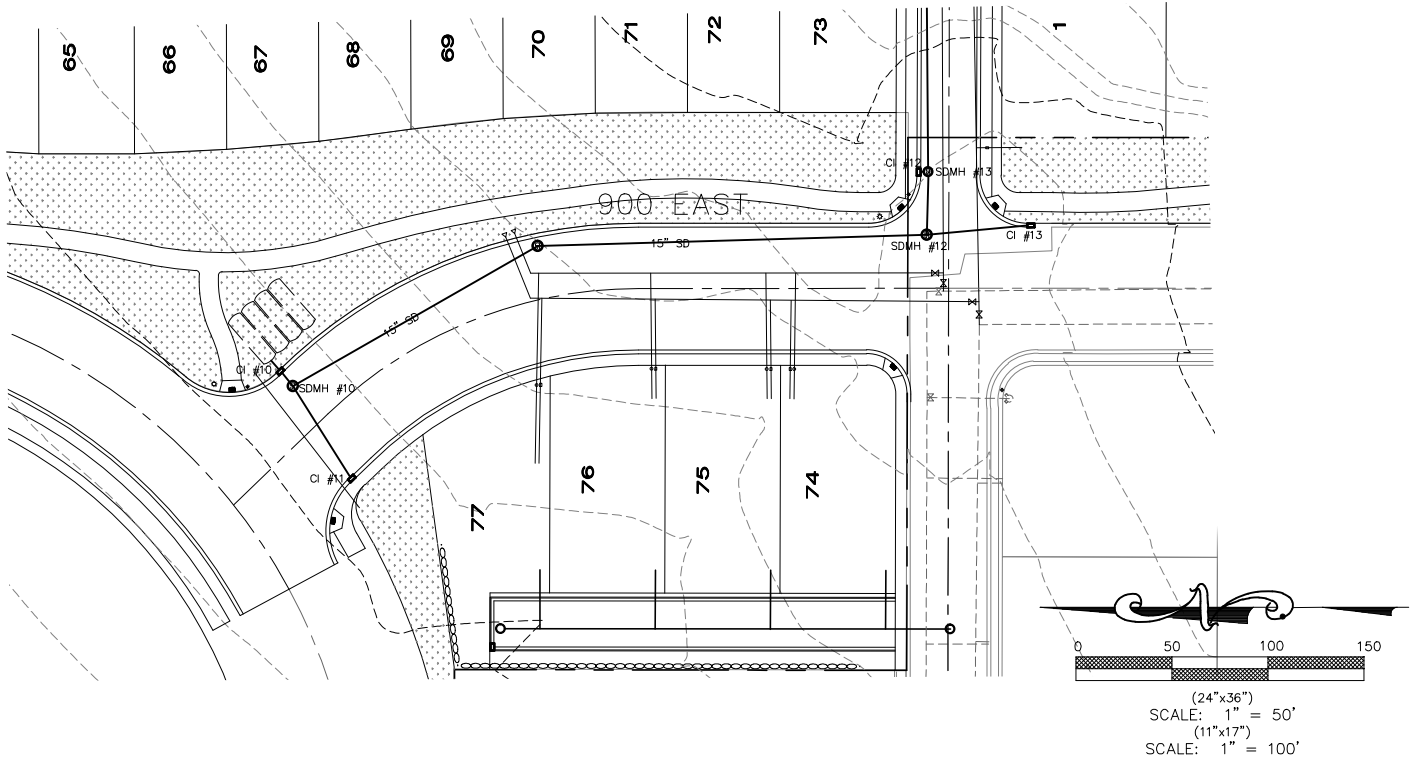 65
66
67
68
69
70
71
72
73
1
CI #12
SDMH #13
900 EAST
15" SD
SDMH #12
CI #13
15" SD
CI #10
SDMH #10
CI #11
77
76
75
74
N
0 50 100 150
(24"x36")
SCALE: 1" = 50'
(11"x17")
SCALE: 1" = 100'